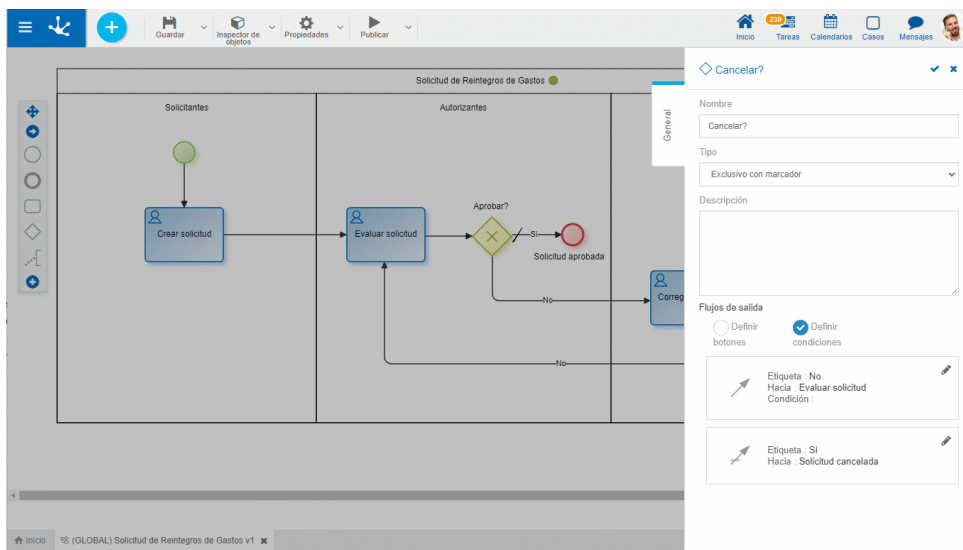 Guardar
Inspector de
objetos
Propiedades
Publicar
Inicio
239
Tareas
Calendarios
Casos
Mensajes
Solicitud de Reintegros de Gastos
Solicitantes
Autorizantes
Crear solicitud
Evaluar solicitud
Aprobar?
Si
Solicitud aprobada
No
Correg
No
General
Cancelar?
Nombre
Cancelar?
Tipo
Exclusivo con marcador
Descripción
Flujos de salida
Definir
botones
Definir
condiciones
Etiqueta : No
Hacia : Evaluar solicitud
Condición :
Etiqueta : Si
Hacia : Solicitud cancelada
Inicio
(GLOBAL) Solicitud de Reintegros de Gastos v1